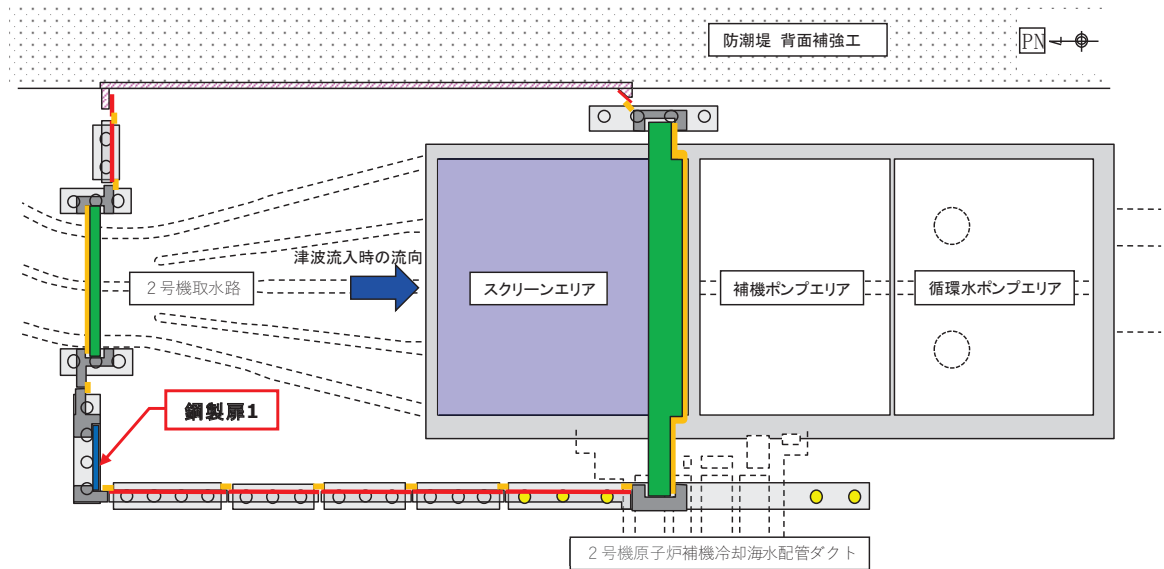 防潮堤 背面補強工
PN
津波流入時の流向
2号機取水路
スクリーンエリア
補機ポンプエリア
循環水ポンプエリア
鋼製扉1
2号機原子炉補機冷却海水配管ダクト